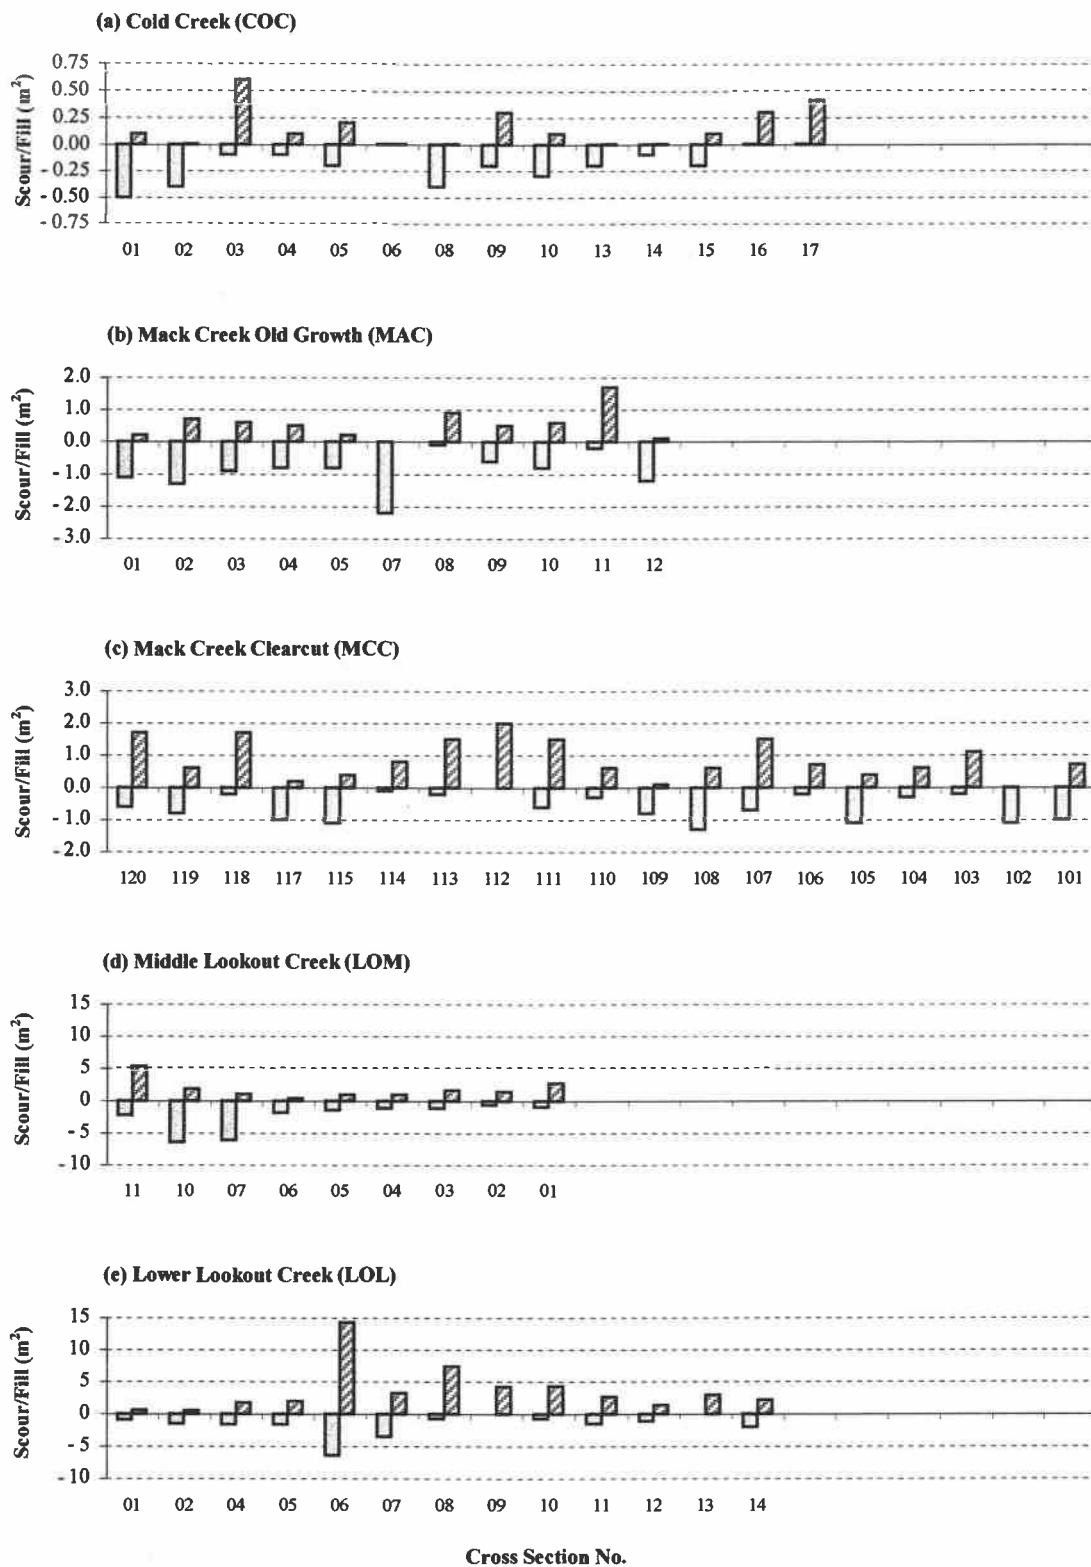 (a) Cold Creek (COC)
Scour/Fill (m²)
0.75
0.50
0.25
0.00
-0.25
-0.50
-0.75
01 02 03 04 05 06 08 09 10 13 14 15 16 17
(b) Mack Creek Old Growth (MAC)
Scour/Fill (m²)
2.0
1.0
0.0
-1.0
-2.0
-3.0
01 02 03 04 05 07 08 09 10 11 12
(c) Mack Creek Clearcut (MCC)
Scour/Fill (m²)
3.0
2.0
1.0
0.0
-1.0
-2.0
120 119 118 117 115 114 113 112 111 110 109 108 107 106 105 104 103 102 101
(d) Middle Lookout Creek (LOM)
Scour/Fill (m²)
15
10
5
0
-5
-10
11 10 07 06 05 04 03 02 01
(e) Lower Lookout Creek (LOL)
Scour/Fill (m²)
15
10
5
0
-5
-10
01 02 04 05 06 07 08 09 10 11 12 13 14
Cross Section No.